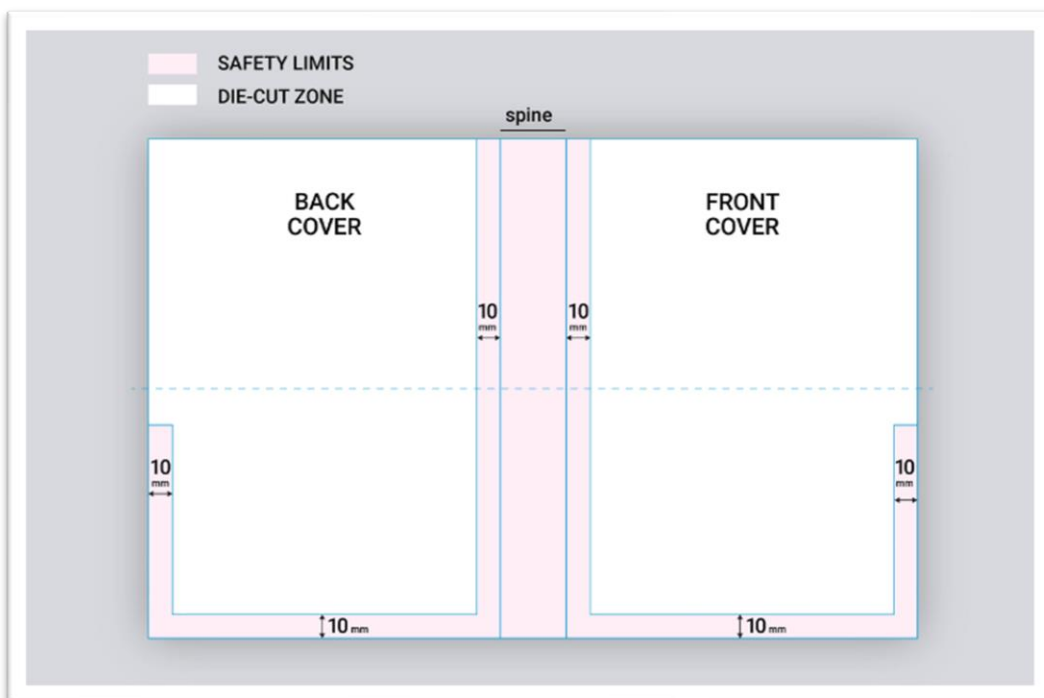 SAFETY LIMITS
DIE-CUT ZONE
spine
BACK
COVER
FRONT
COVER
10
mm
10
mm
10
mm
10
mm
10 mm
10 mm